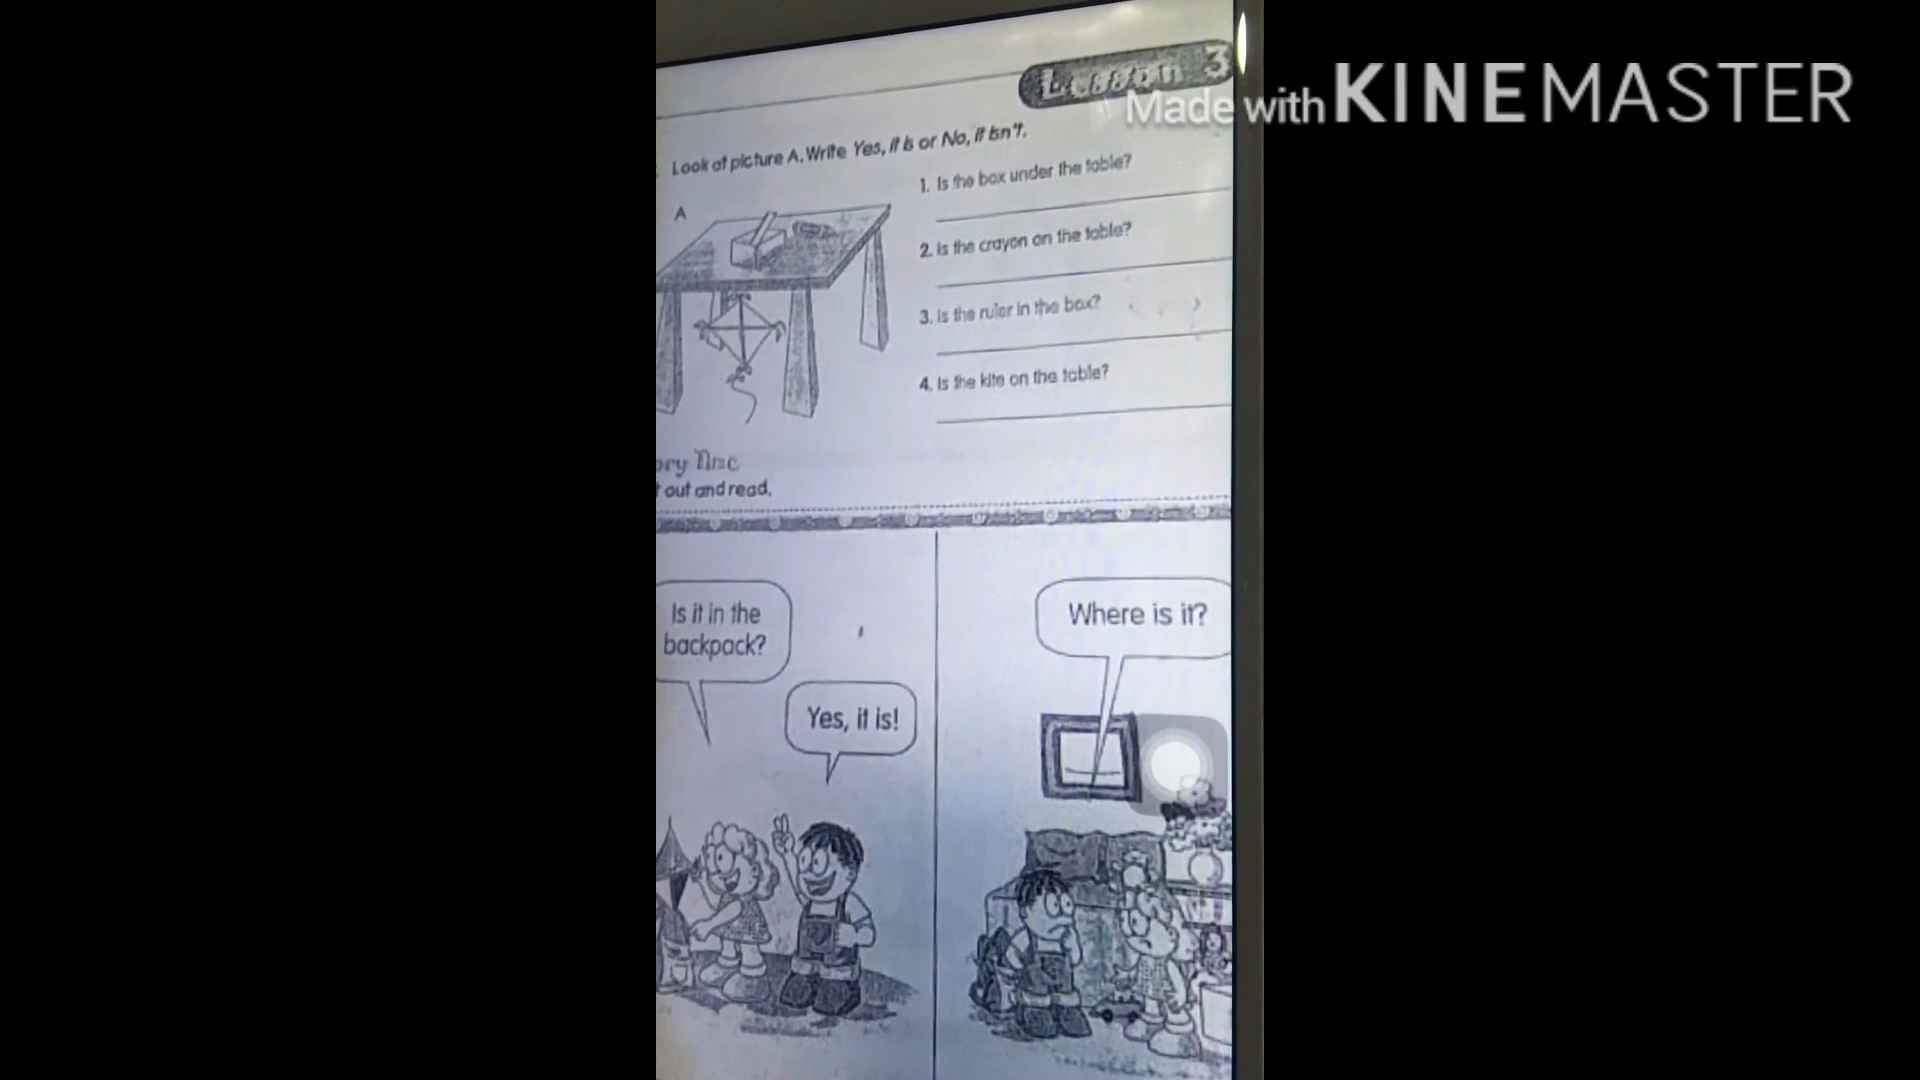 Lesson 3
Made with KINEMASTER
Look at picture A. Write Yes, it is or No, it isn't.
A
1. Is the box under the table?
2. Is the crayon on the table?
3. Is the ruler in the box?
4. Is the kite on the table?
out and read.
Is it in the
backpack?
Yes, it is!
Where is it?